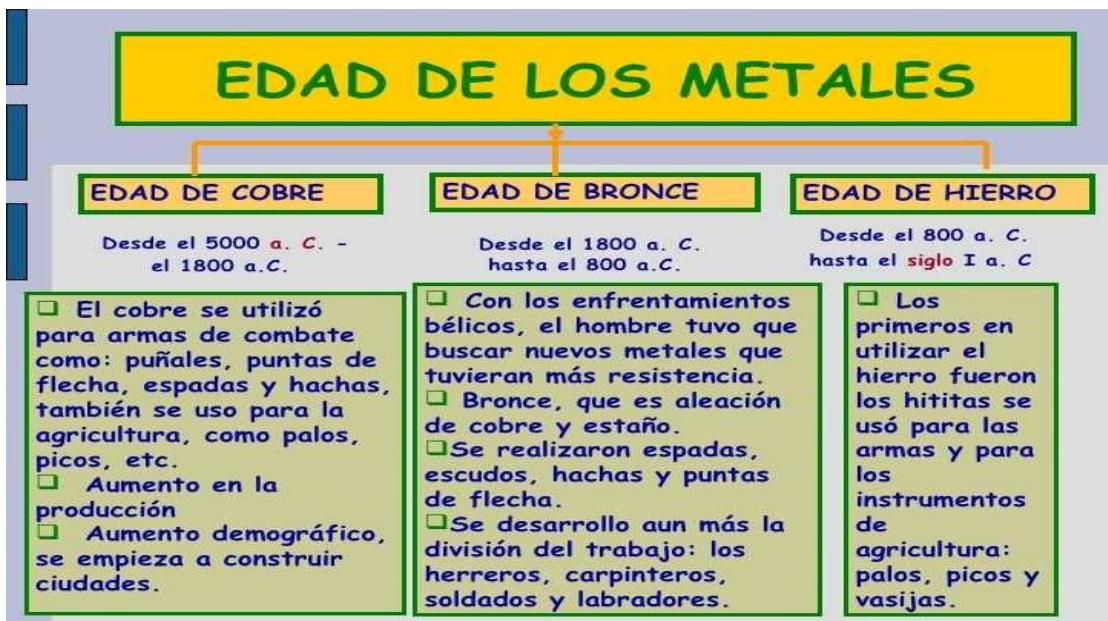 EDAD DE LOS METALES
EDAD DE COBRE
Desde el 5000 a. C. -
el 1800 a.C.
El cobre se utilizó
para armas de combate
como: puñales, puntas de
flecha, espadas y hachas,
también se uso para la
agricultura, como palos,
picos, etc.
Aumento en la
producción
Aumento demográfico,
se empieza a construir
ciudades.
EDAD DE BRONCE
Desde el 1800 a. C.
hasta el 800 a.C.
Con los enfrentamientos
bélicos, el hombre tuvo que
buscar nuevos metales que
tuvieran más resistencia.
Bronce, que es aleación
de cobre y estaño.
Se realizaron espadas,
escudos, hachas y puntas
de flecha.
Se desarrollo aun más la
división del trabajo: los
herreros, carpinteros,
soldados y labradores.
EDAD DE HIERRO
Desde el 800 a. C.
hasta el siglo I a. C
Los
primeros en
utilizar el
hierro fueron
los hititas se
usó para las
armas y para
los
instrumentos
de
agricultura:
palos, picos y
vasijas.